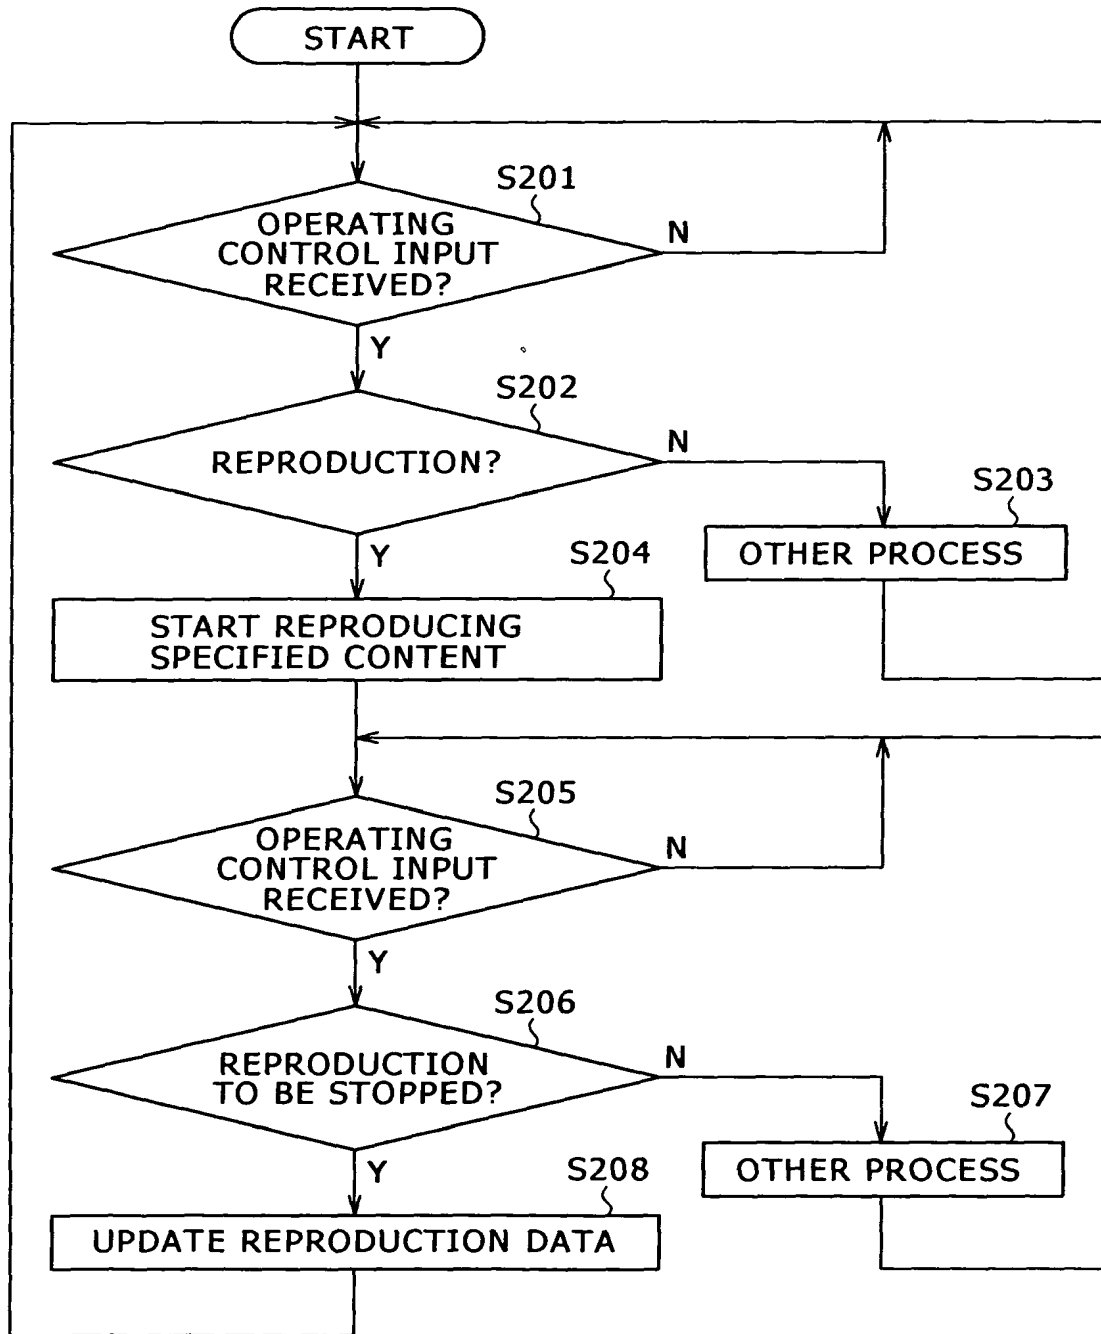 START
S201
OPERATING
CONTROL INPUT
RECEIVED?
N
Y
S202
REPRODUCTION?
N
Y
S203
OTHER PROCESS
S204
START REPRODUCING
SPECIFIED CONTENT
S205
OPERATING
CONTROL INPUT
RECEIVED?
N
Y
S206
REPRODUCTION
TO BE STOPPED?
N
Y
S207
OTHER PROCESS
S208
UPDATE REPRODUCTION DATA